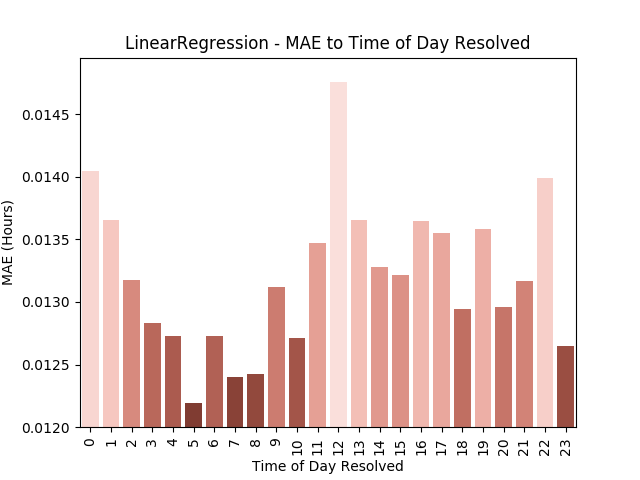 LinearRegression - MAE to Time of Day Resolved
MAE (Hours)
0.0145
0.0140
0.0135
0.0130
0.0125
0.0120
0 1 2 3 4 5 6 7 8 9 10 11 12 13 14 15 16 17 18 19 20 21 22 23
Time of Day Resolved